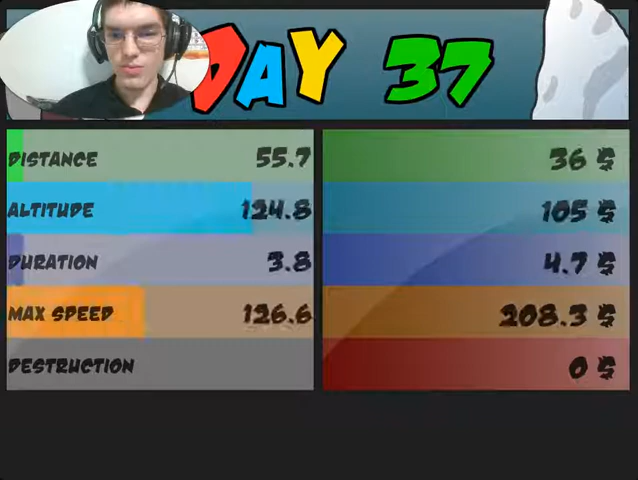 DAY 37
DISTANCE 55.7 36 $
ALTITUDE 124.8 105 $
DURATION 3.8 4.7 $
MAX SPEED 126.6 208.3 $
DESTRUCTION 0 $